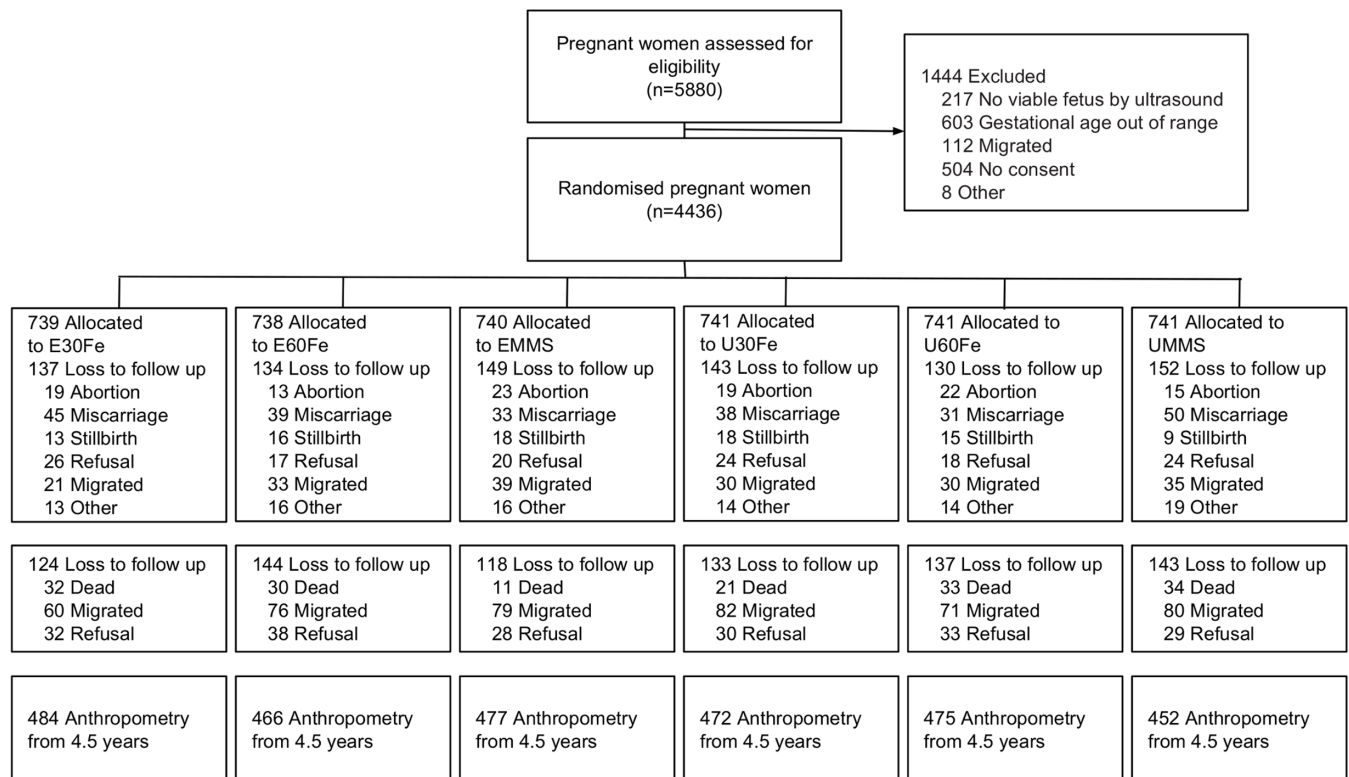 Pregnant women assessed for
eligibility
(n=5880)
1444 Excluded
217 No viable fetus by ultrasound
603 Gestational age out of range
112 Migrated
504 No consent
8 Other
Randomised pregnant women
(n=4436)
739 Allocated
to E30Fe
137 Loss to follow up
19 Abortion
45 Miscarriage
13 Stillbirth
26 Refusal
21 Migrated
13 Other
738 Allocated
to E60Fe
134 Loss to follow up
13 Abortion
39 Miscarriage
16 Stillbirth
17 Refusal
33 Migrated
16 Other
740 Allocated
to EMMS
149 Loss to follow up
23 Abortion
33 Miscarriage
18 Stillbirth
20 Refusal
39 Migrated
16 Other
741 Allocated
to U30Fe
143 Loss to follow up
19 Abortion
38 Miscarriage
18 Stillbirth
24 Refusal
30 Migrated
14 Other
741 Allocated to
U60Fe
130 Loss to follow up
22 Abortion
31 Miscarriage
15 Stillbirth
18 Refusal
30 Migrated
14 Other
741 Allocated to
UMMS
152 Loss to follow up
15 Abortion
50 Miscarriage
9 Stillbirth
24 Refusal
35 Migrated
19 Other
124 Loss to follow up
32 Dead
60 Migrated
32 Refusal
144 Loss to follow up
30 Dead
76 Migrated
38 Refusal
118 Loss to follow up
11 Dead
79 Migrated
28 Refusal
133 Loss to follow up
21 Dead
82 Migrated
30 Refusal
137 Loss to follow up
33 Dead
71 Migrated
33 Refusal
143 Loss to follow up
34 Dead
80 Migrated
29 Refusal
484 Anthropometry
from 4.5 years
466 Anthropometry
from 4.5 years
477 Anthropometry
from 4.5 years
472 Anthropometry
from 4.5 years
475 Anthropometry
from 4.5 years
452 Anthropometry
from 4.5 years